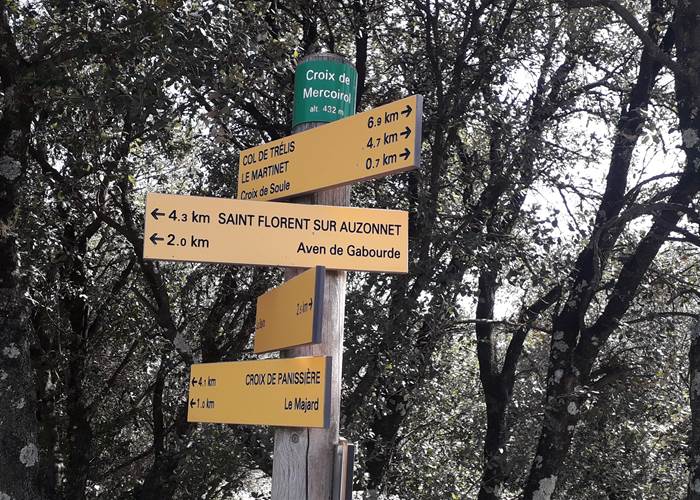 Croix de
Mercoirol
alt. 432 m
COL DE TRÉLIS 6.9 km →
LE MARTINET 4.7 km →
Croix de Soule 0.7 km →
← 4.3 km SAINT FLORENT SUR AUZONNET
← 2.0 km Aven de Gabourde
km →
← 4.1 km CROIX DE PANISSIÈRE
← 1.0 km Le Majard